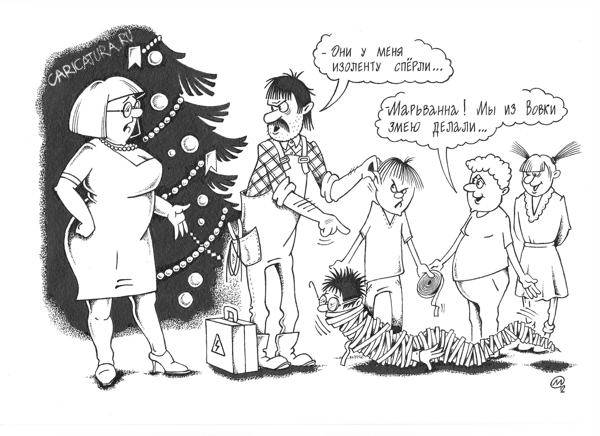 CARICATURA.RU
- Они у меня
изоленту спёрли...
Марьванна! Мы из Вовки
змею делали...